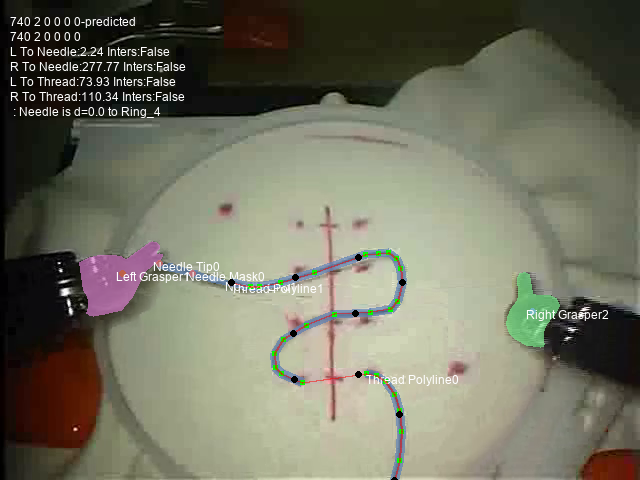 740 2 0 0 0 0-predicted
740 2 0 0 0 0
L To Needle:2.24 Inters:False
R To Needle:277.77 Inters:False
L To Thread:73.93 Inters:False
R To Thread:110.34 Inters:False
: Needle is d=0.0 to Ring_4
Needle Tip0
Left Grasper Needle Mask0
Thread Polyline1
Right Grasper2
Thread Polyline0